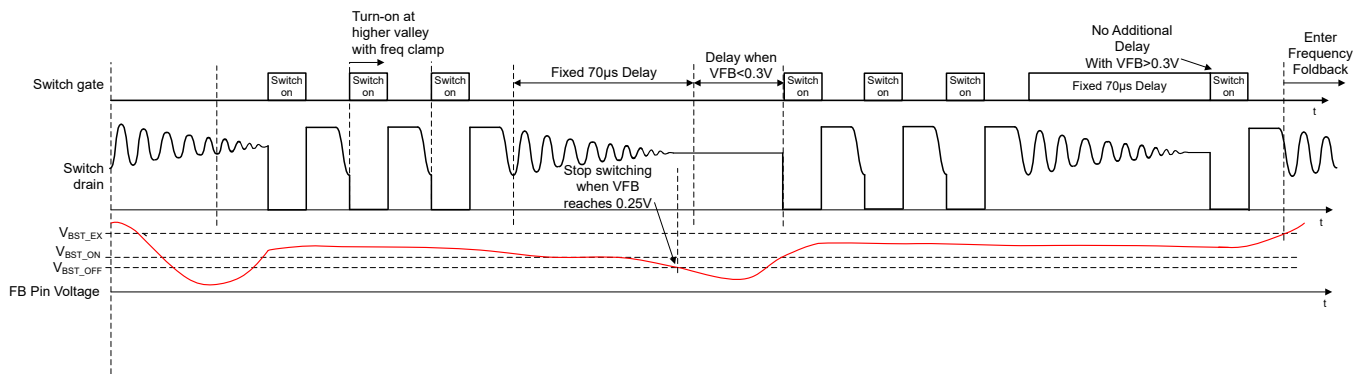 Turn-on at
higher valley
with freq clamp
No Additional
Delay
With VFB>0.3V
Enter
Frequency
Foldback
Delay when
VFB<0.3V
Fixed 70µs Delay
Switch gate
Switch
on
Switch
on
Switch
on
Switch
on
Switch
on
Switch
on
Fixed 70µs Delay
Switch
on
t
Switch
drain
Stop switching
when VFB
reaches 0.25V
t
VBST_EX
VBST_ON
VBST_OFF
FB Pin Voltage
t